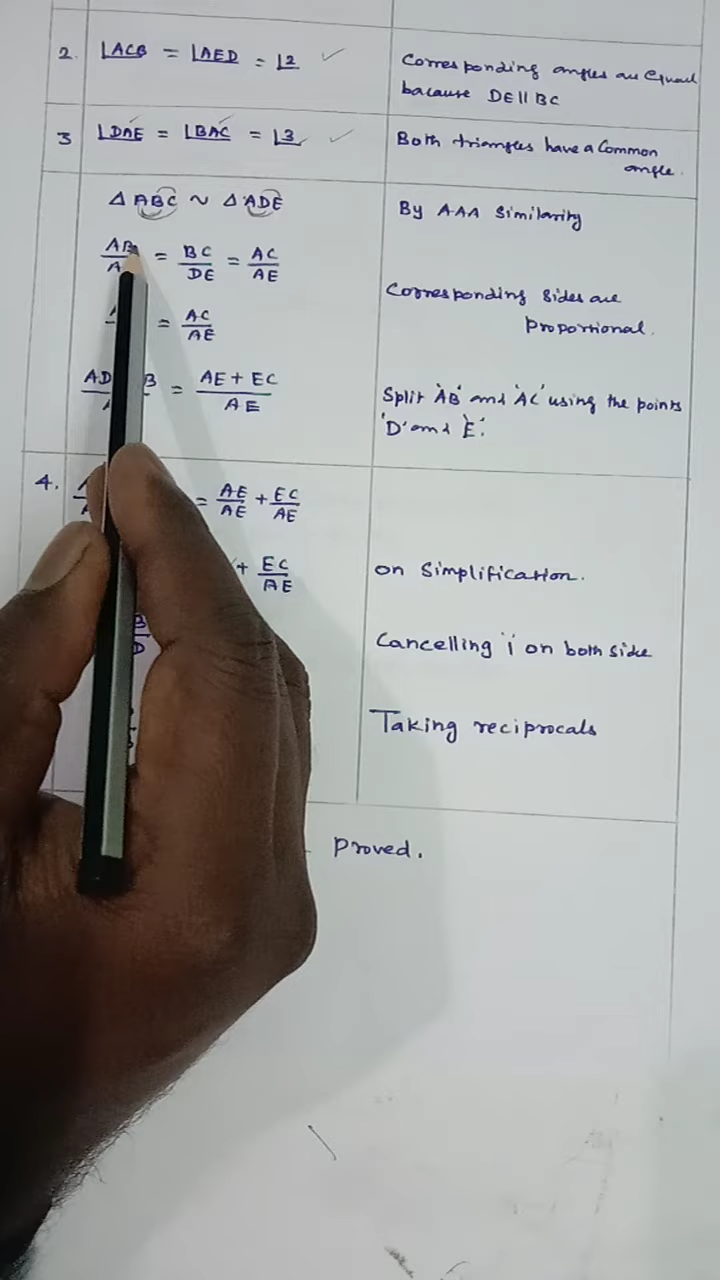 2. ∠ACB = ∠AED = ∠2 ✓ Corresponding angles are Equal
bacause DE || BC
3 ∠DAE = ∠BAC = ∠3 ✓ Both triangles have a Common
angle.
Δ ABC ~ Δ ADE By AAA Similarity
AB/A = BC/DE = AC/AE
Corresponding Sides are
Proportional.
= AC/AE
AD B = AE + EC/AE Split 'AB' and 'AC' using the points
'D' and 'E'.
4. = AE/AE + EC/AE
+ EC/AE on Simplification.
Cancelling 1 on both side
Taking reciprocals
Proved.